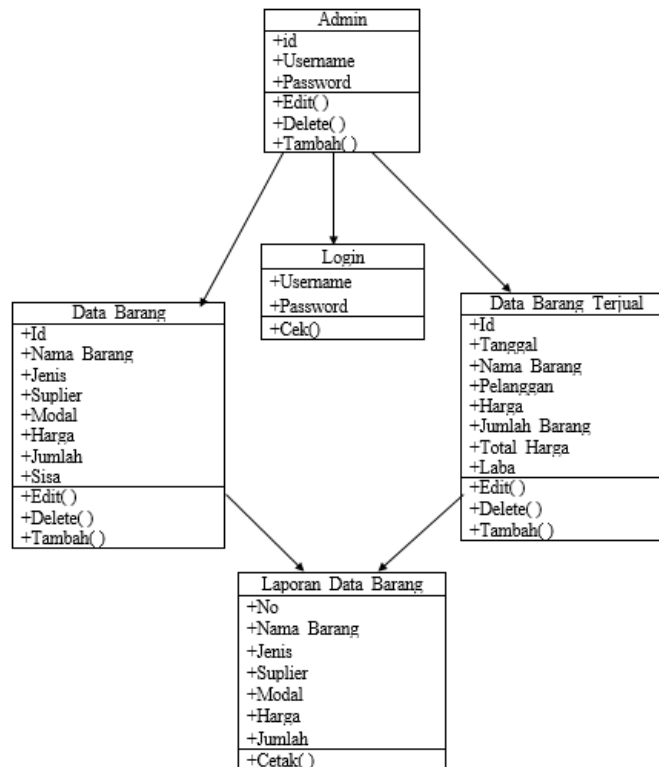 Admin
+id
+Username
+Password
+Edit( )
+Delete( )
+Tambah( )
Login
+Username
+Password
+Cek()
Data Barang
+Id
+Nama Barang
+Jenis
+Suplier
+Modal
+Harga
+Jumlah
+Sisa
+Edit( )
+Delete( )
+Tambah( )
Data Barang Terjual
+Id
+Tanggal
+Nama Barang
+Pelanggan
+Harga
+Jumlah Barang
+Total Harga
+Laba
+Edit( )
+Delete( )
+Tambah( )
Laporan Data Barang
+No
+Nama Barang
+Jenis
+Suplier
+Modal
+Harga
+Jumlah
+Cetak( )